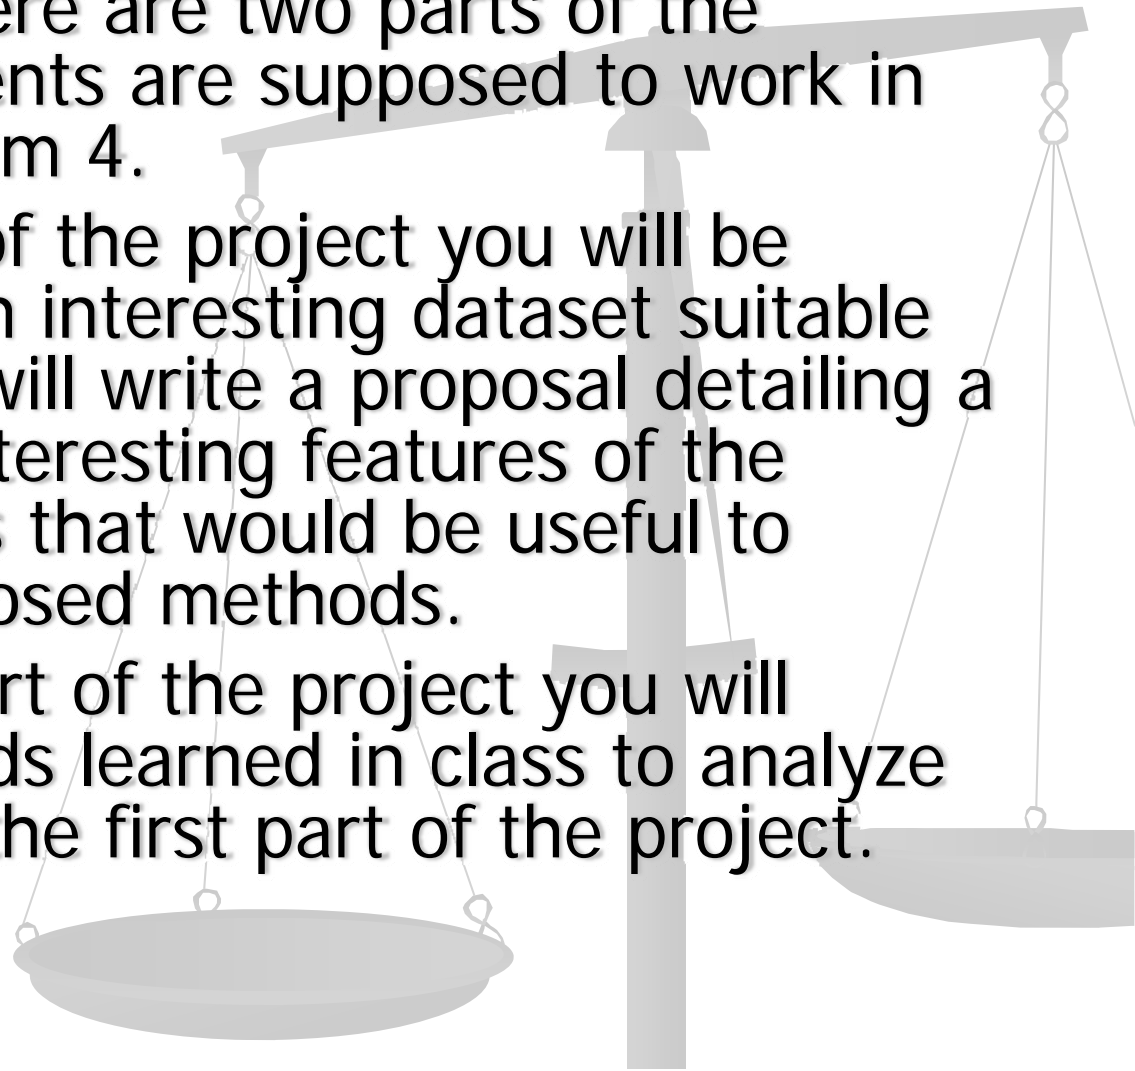 ere are two parts of the
ents are supposed to work in
m 4.
of the project you will be
n interesting dataset suitable
will write a proposal detailing a
teresting features of the
s that would be useful to
osed methods.
rt of the project you will
ds learned in class to analyze
he first part of the project.